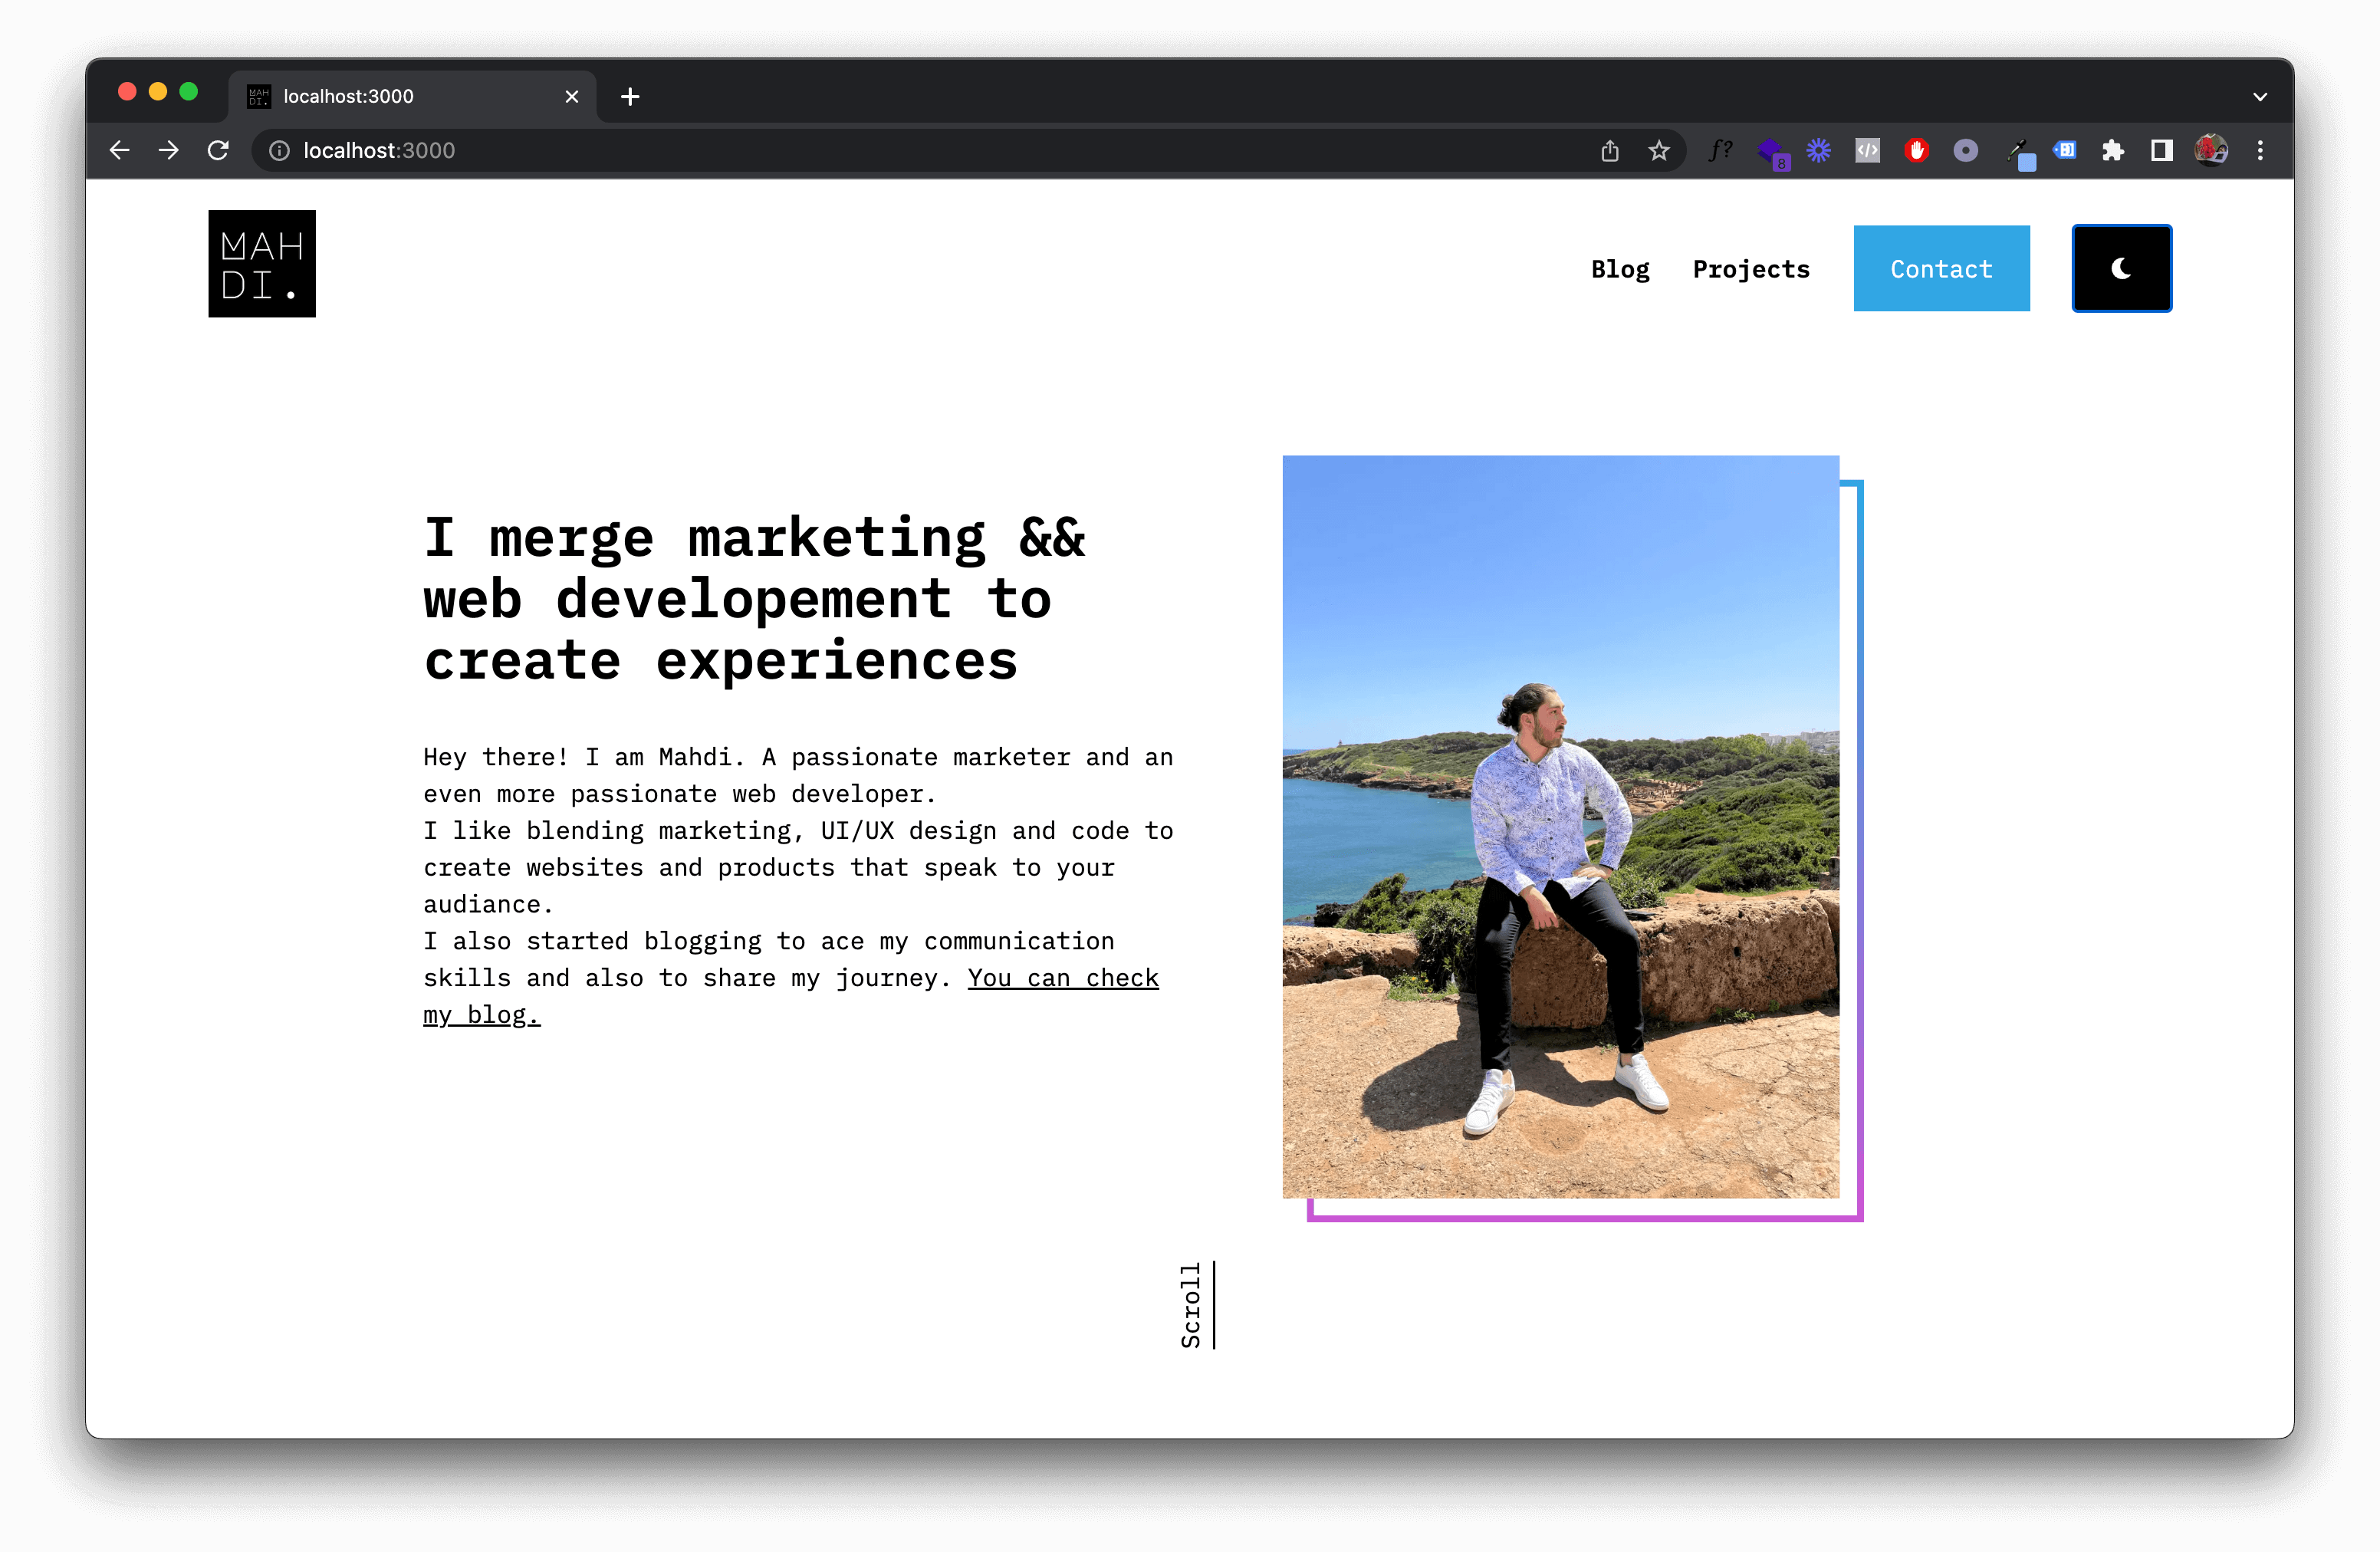 MAH
DI.
localhost:3000
localhost:3000
f?
8
MAH
DI.
Blog
Projects
Contact
I merge marketing &&
web developement to
create experiences
Hey there! I am Mahdi. A passionate marketer and an
even more passionate web developer.
I like blending marketing, UI/UX design and code to
create websites and products that speak to your
audiance.
I also started blogging to ace my communication
skills and also to share my journey. You can check
my blog.
Scroll